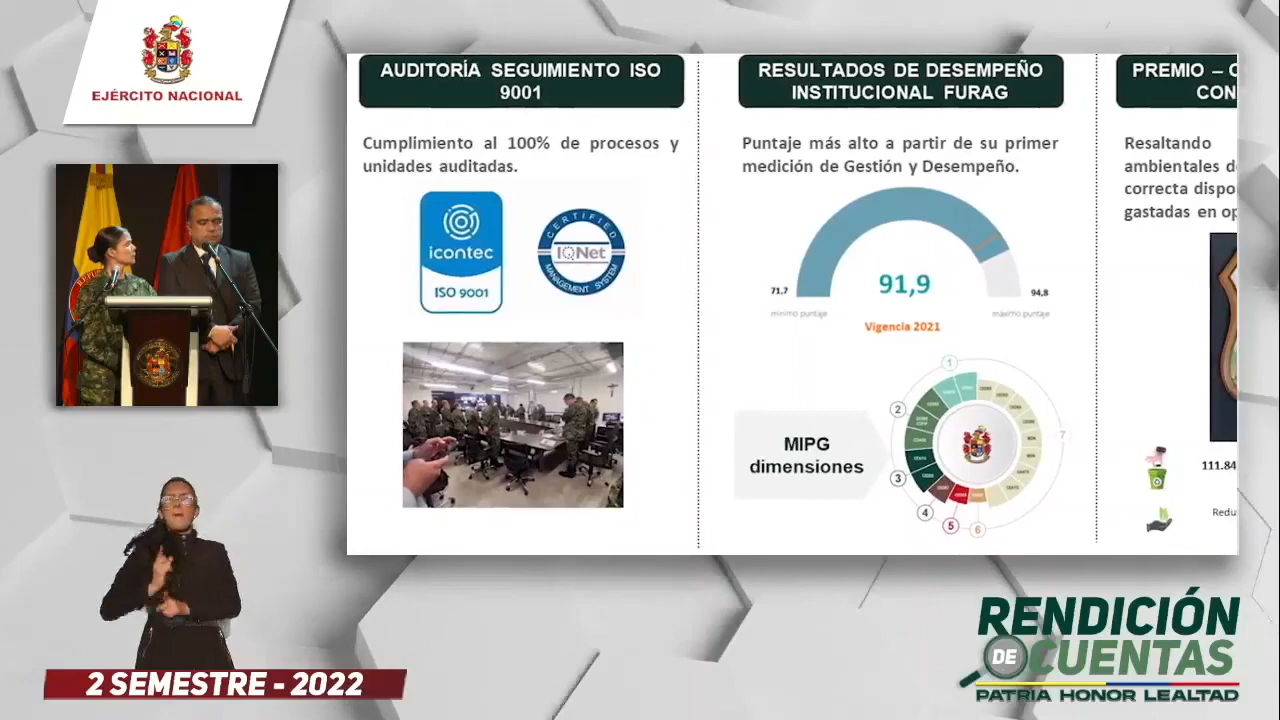 EJÉRCITO NACIONAL
AUDITORÍA SEGUIMIENTO ISO
9001
Cumplimiento al 100% de procesos y
unidades auditadas.
icontec
ISO 9001
CERTIFIED
IQNet
MANAGEMENT SYSTEM
RESULTADOS DE DESEMPEÑO
INSTITUCIONAL FURAG
Puntaje más alto a partir de su primer
medición de Gestión y Desempeño.
91,9
71,7
94,8
mínimo puntaje
máximo puntaje
Vigencia 2021
MIPG
dimensiones
1
2
3
4
5
6
7
PREMIO –
CON
Resaltando
ambientales d
correcta dispo
gastadas en op
111.84
Redu
2 SEMESTRE - 2022
RENDICIÓN
DE CUENTAS
PATRIA HONOR LEALTAD